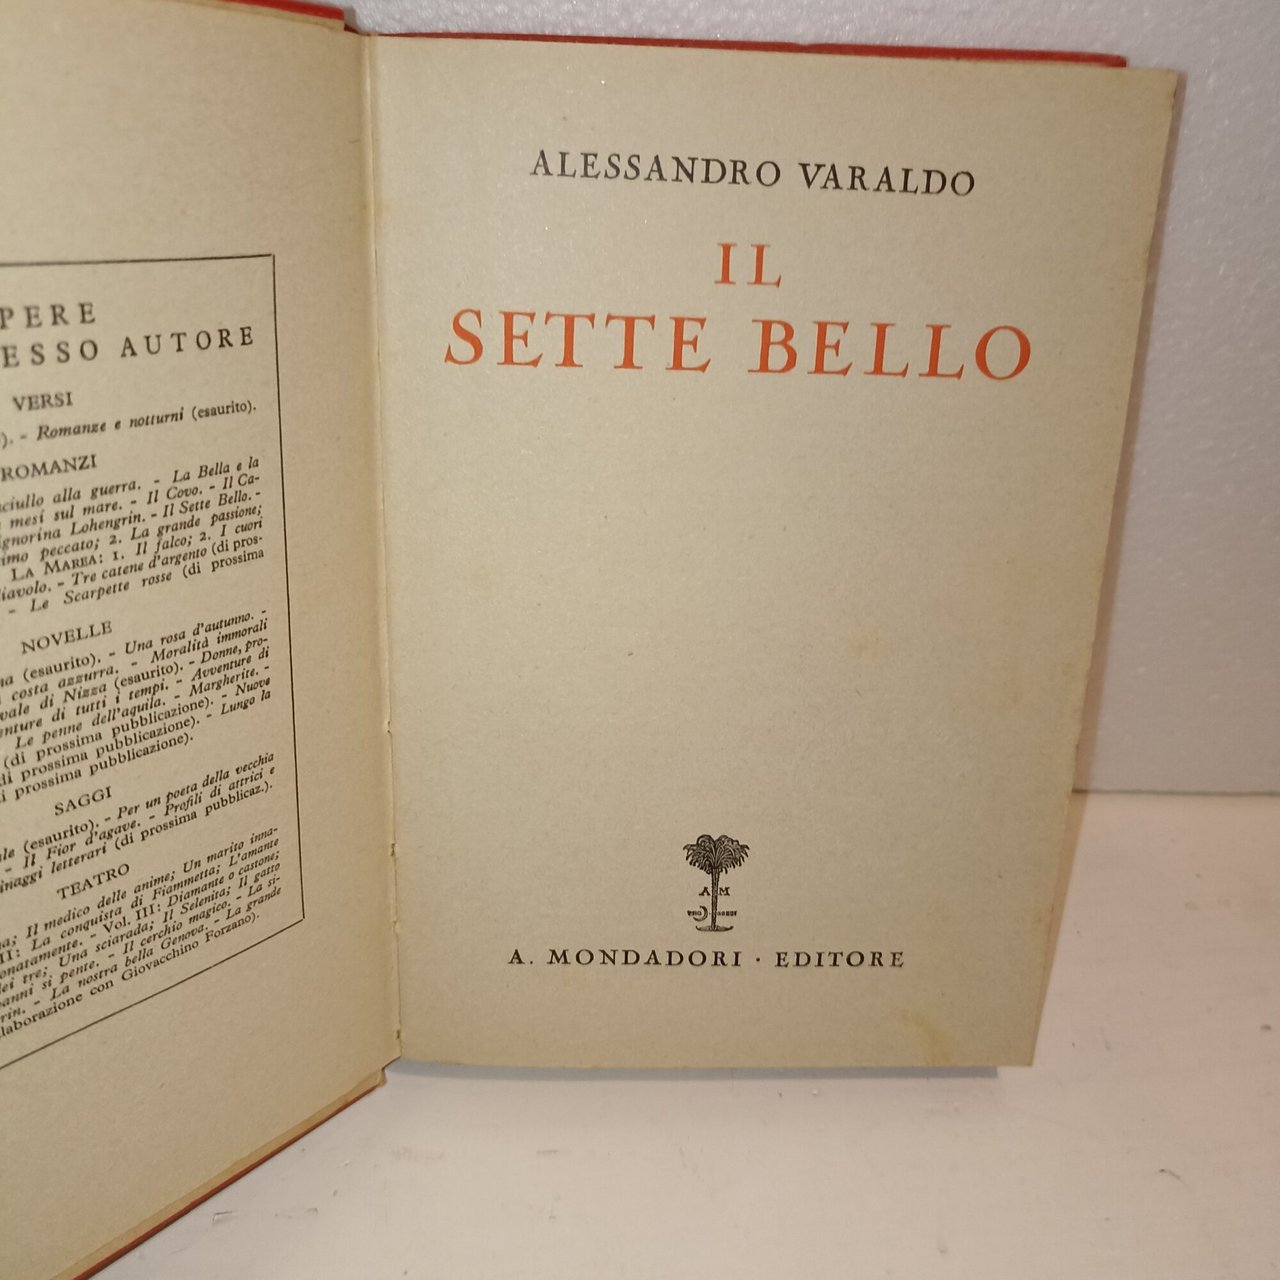 PERE
ESSO AUTORE
VERSI
). - Romanze e notturni (esaurito).
ROMANZI
ciullo alla guerra. - La Bella e la
mesi sul mare. - Il Covo. - Il Ca-
ignorina Lohengrin. - Il Sette Bello. -
imo peccato; 2. La grande passione;
LA MAREA: 1. Il falco; 2. I cuori
iavolo. - Tre catene d'argento (di pros-
- Le Scarpette rosse (di prossima
NOVELLE
na (esaurito). - Una rosa d'autunno. -
costa azzurra. - Moralità immorali
vale di Nizza (esaurito). - Donne, pro-
enture di tutti i tempi. - Avventure di
Le penne dell'aquila. - Margherite. -
(di prossima pubblicazione). - Nuove
di prossima pubblicazione). - Lungo la
i prossima pubblicazione).
SAGGI
le (esaurito). - Per un poeta della vecchia
- Il Fior d'agave. - Profili di attrici e
inaggi letterari (di prossima pubblicaz.).
TEATRO
na; Il medico delle anime; Un marito inna-
II: La conquista di Fiammetta; L'amante
onatamente. - Vol. III: Diamante o castone;
ei tre; Una sciarada; Il Selenita; Il gatto
anni si pente. - Il cerchio magico. - La si-
rin. - La nostra bella Genova. - La grande
laborazione con Giovacchino Forzano).
ALESSANDRO VARALDO
IL
SETTE BELLO
A M
A. MONDADORI · EDITORE